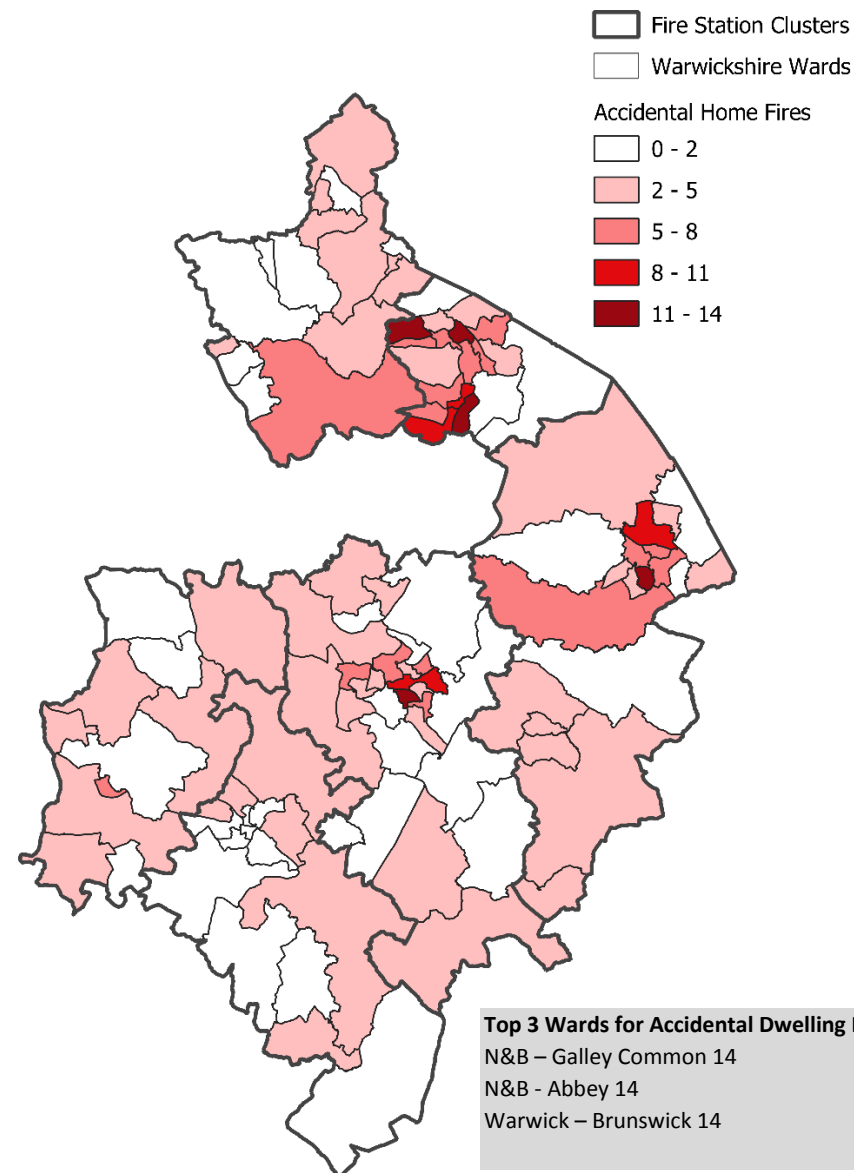 Fire Station Clusters
Warwickshire Wards
Accidental Home Fires
0 - 2
2 - 5
5 - 8
8 - 11
11 - 14
Top 3 Wards for Accidental Dwelling
N&B – Galley Common 14
N&B - Abbey 14
Warwick – Brunswick 14